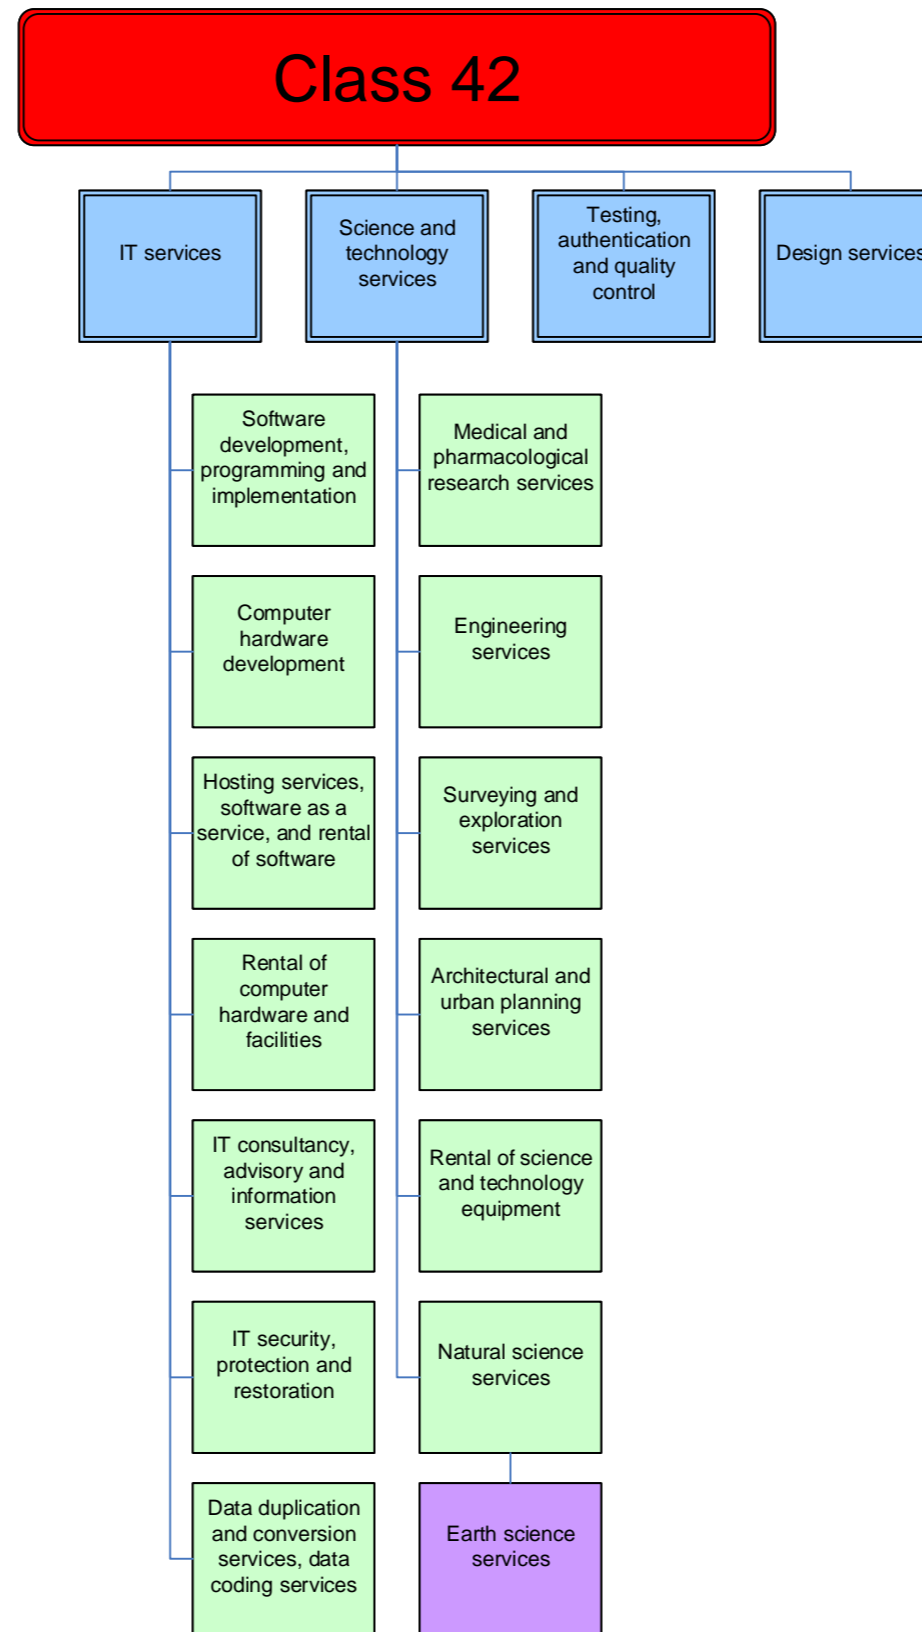 Class 42
IT services
Science and
technology
services
Testing,
authentication
and quality
control
Design services
Software
development,
programming and
implementation
Medical and
pharmacological
research services
Computer
hardware
development
Engineering
services
Hosting services,
software as a
service, and rental
of software
Surveying and
exploration
services
Rental of
computer
hardware and
facilities
Architectural and
urban planning
services
IT consultancy,
advisory and
information
services
Rental of science
and technology
equipment
IT security,
protection and
restoration
Natural science
services
Data duplication
and conversion
services, data
coding services
Earth science
services